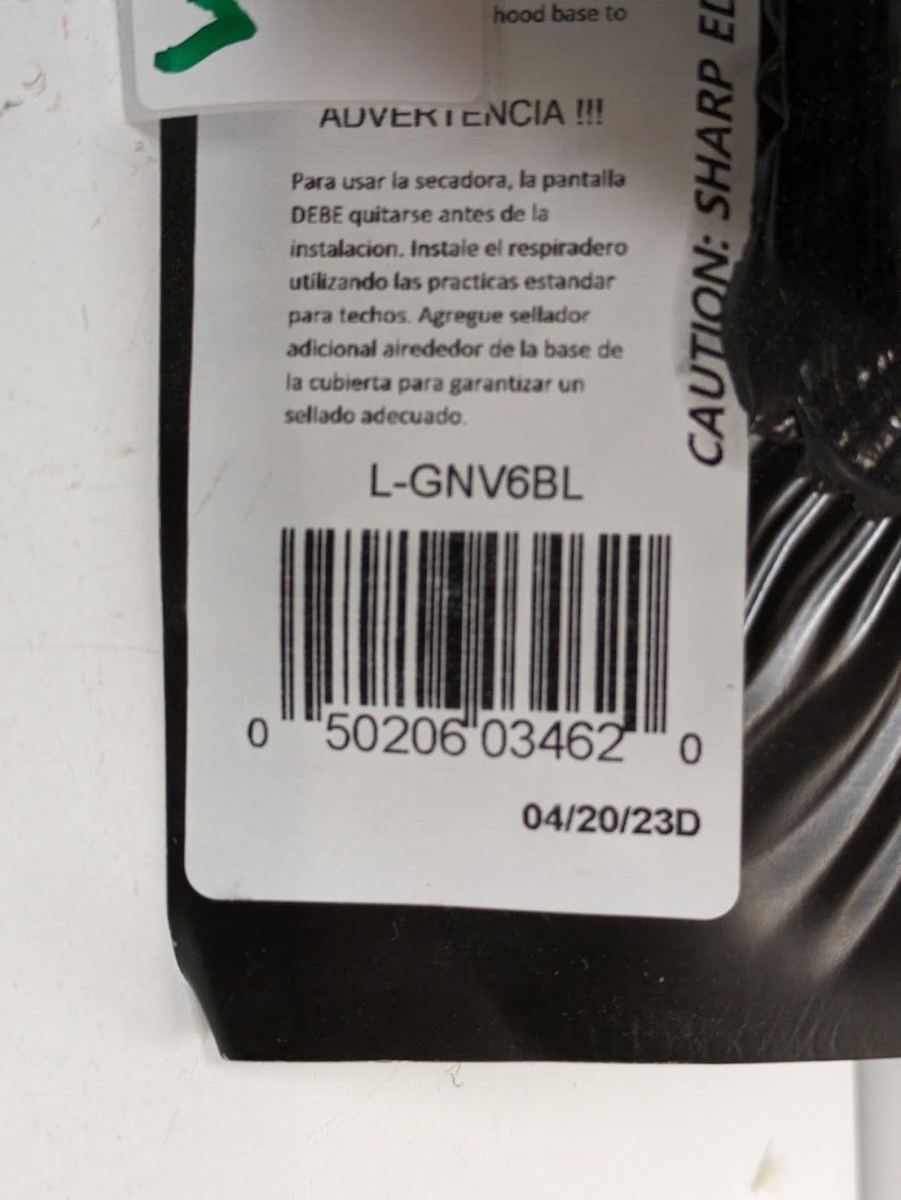 hood base to
ADVERTENCIA !!!
Para usar la secadora, la pantalla
DEBE quitarse antes de la
instalacion. Instale el respiradero
utilizando las practicas estandar
para techos. Agregue sellador
adicional alrededor de la base de
la cubierta para garantizar un
sellado adecuado.
CAUTION: SHARP ED
L-GNV6BL
0 50206 03462 0
04/20/23D